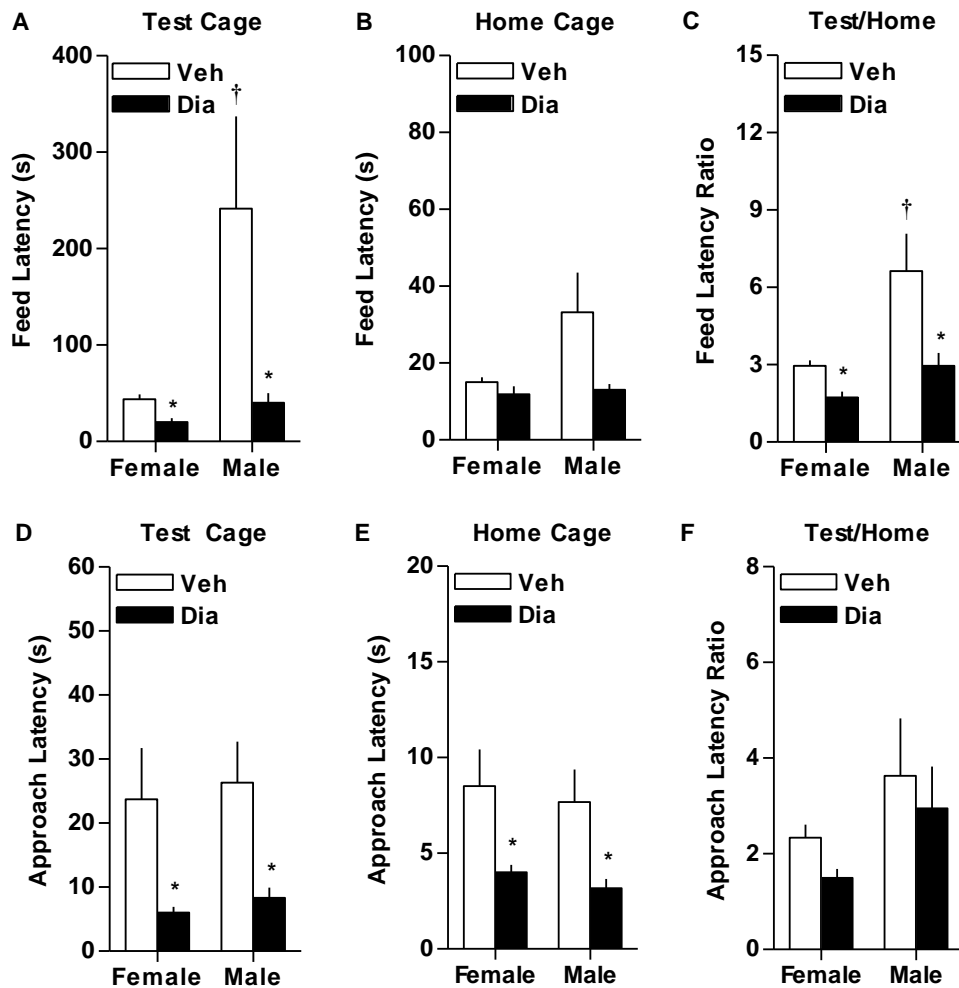 A Test Cage
Feed Latency (s)
400
300
200
100
0
Veh
Dia
†
*
*
Female Male
B Home Cage
Feed Latency (s)
100
80
60
40
20
0
Veh
Dia
Female Male
C Test/Home
Feed Latency Ratio
15
12
9
6
3
0
Veh
Dia
†
*
*
Female Male
D Test Cage
Approach Latency (s)
60
50
40
30
20
10
0
Veh
Dia
*
*
Female Male
E Home Cage
Approach Latency (s)
20
15
10
5
0
Veh
Dia
*
*
Female Male
F Test/Home
Approach Latency Ratio
8
6
4
2
0
Veh
Dia
Female Male